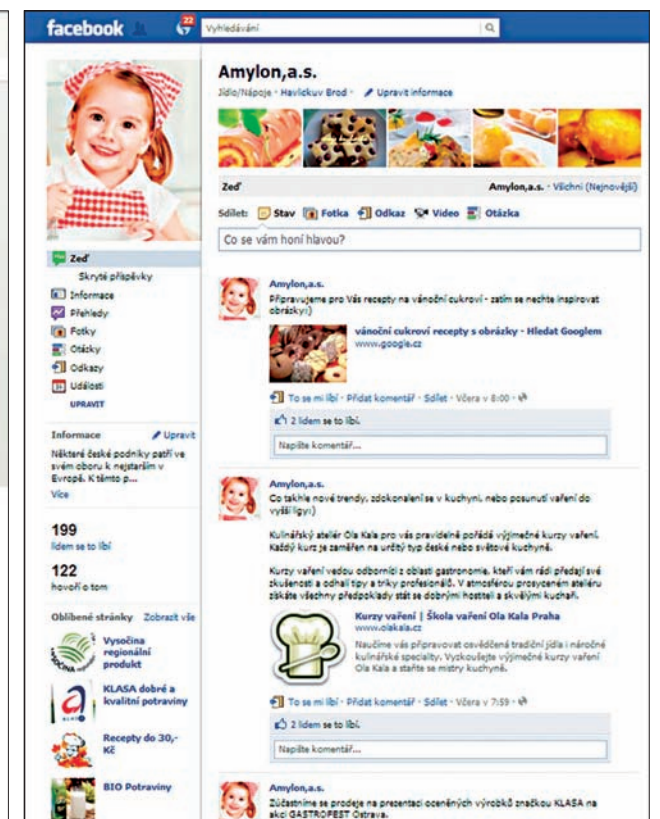 facebook
22
Vyhledávání
Amylon,a.s.
Jídlo/Nápoje · Havlickuv Brod · Upravit informace
Zeď
Amylon,a.s. · Všichni (Nejnovější)
Sdílet: Stav Fotka Odkaz Video Otázka
Co se vám honí hlavou?
Zeď
Skryté příspěvky
Informace
Přehledy
Fotky
Otázky
Odkazy
Události
UPRAVIT
Informace Upravit
Některé české podniky patří ve
svém oboru k nejstarším v
Evropě. K těmto p...
Více
199
lidem se to líbí
122
hovoří o tom
Oblíbené stránky Zobrazit vše
Vysočina
regionální
produkt
KLASA dobré a
kvalitní potraviny
Recepty do 30,-
Kč
BIO Potraviny
Amylon,a.s.
Připravujeme pro Vás recepty na vánoční cukroví - zatím se nechte inspirovat
obrázky:)
vánoční cukroví recepty s obrázky - Hledat Googlem
www.google.cz
To se mi líbí · Přidat komentář · Sdílet · Včera v 8:00 ·
2 lidem se to líbí.
Napište komentář...
Amylon,a.s.
Co takhle nové trendy, zdokonalení se v kuchyni, nebo posunutí vaření do
vyšší ligy:)
Kulinářský ateliér Ola Kala pro vás pravidelně pořádá výjimečné kurzy vaření.
Každý kurz je zaměřen na určitý typ české nebo světové kuchyně.
Kurzy vaření vedou odborníci z oblasti gastronomie, kteří vám rádi předají své
zkušenosti a odhalí tipy a triky profesionálů. V atmosférou prosyceném ateliéru
získáte všechny předpoklady stát se dobrými hostiteli a skvělými kuchaři.
Kurzy vaření | Škola vaření Ola Kala Praha
www.olakala.cz
Naučíme vás připravovat osvědčená tradiční jídla i náročné
kulinářské speciality. Vyzkoušejte výjimečné kurzy vaření
Ola Kala a staňte se mistry kuchyně.
To se mi líbí · Přidat komentář · Sdílet · Včera v 7:59 ·
2 lidem se to líbí.
Napište komentář...
Amylon,a.s.
Zúčastníme se prodeje na presentaci oceněných výrobků značkou KLASA na
akci GASTROFEST Ostrava.